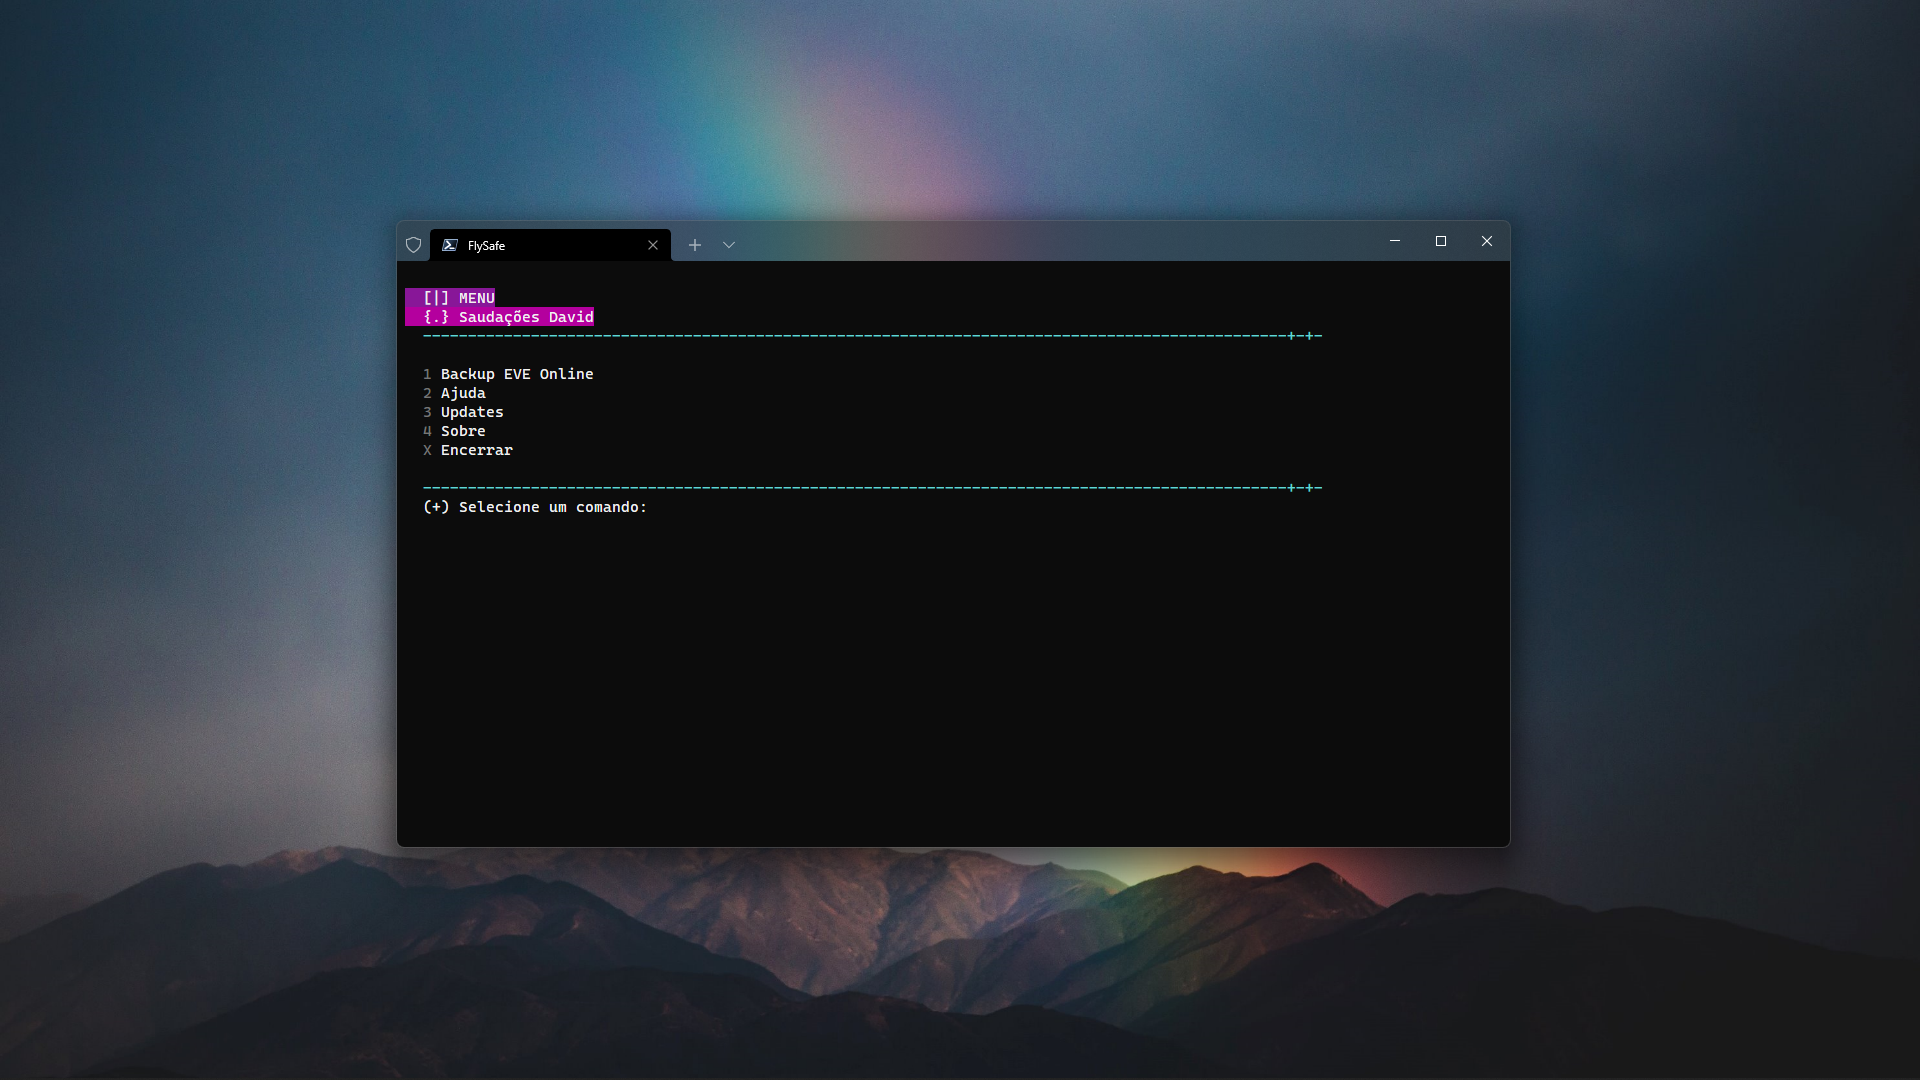 FlySafe
[|] MENU
{.} Saudações David
------------------------------------------------------------------------------------------------+-+-
1 Backup EVE Online
2 Ajuda
3 Updates
4 Sobre
X Encerrar
------------------------------------------------------------------------------------------------+-+-
(+) Selecione um comando: